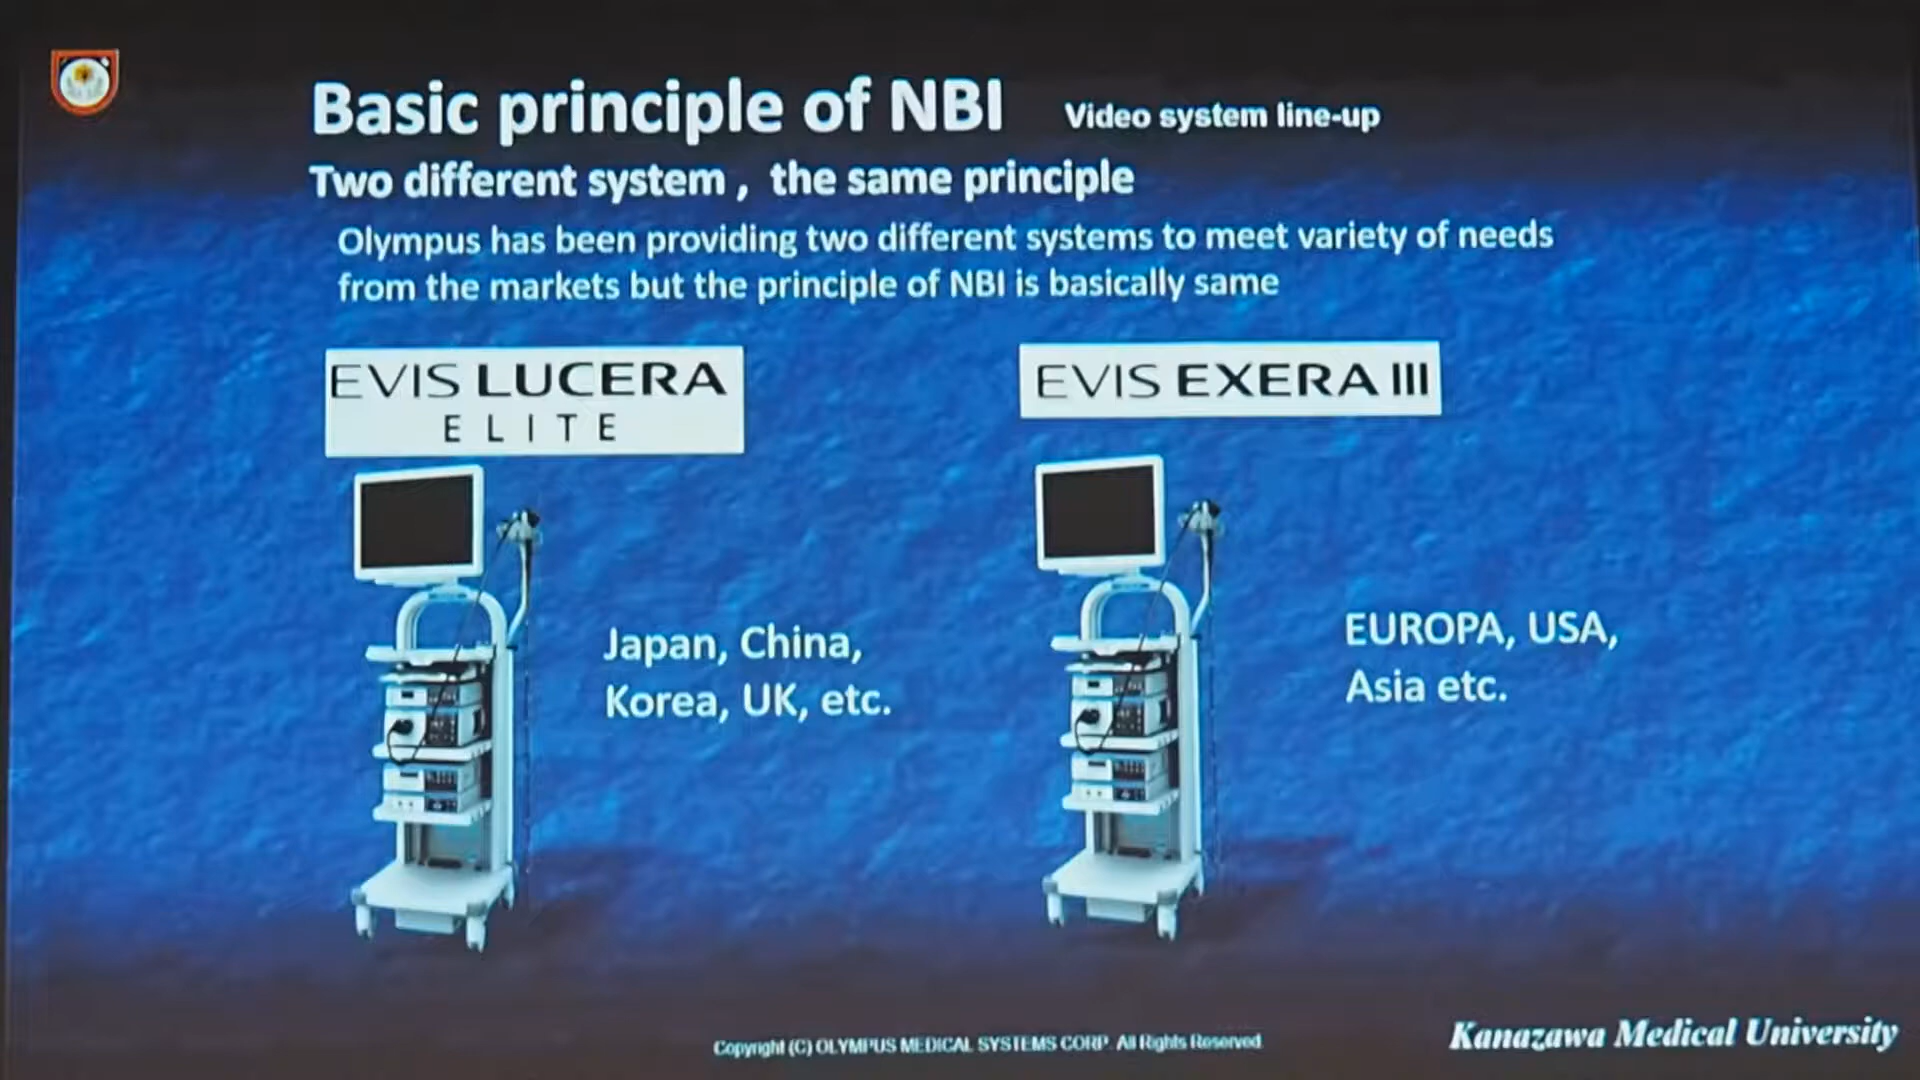 Basic principle of NBI Video system line-up
Two different system , the same principle
Olympus has been providing two different systems to meet variety of needs
from the markets but the principle of NBI is basically same
EVIS LUCERA
ELITE
EVIS EXERA III
Japan, China,
Korea, UK, etc.
EUROPA, USA,
Asia etc.
Copyright (C) OLYMPUS MEDICAL SYSTEMS CORP. All Rights Reserved
Kanazawa Medical University